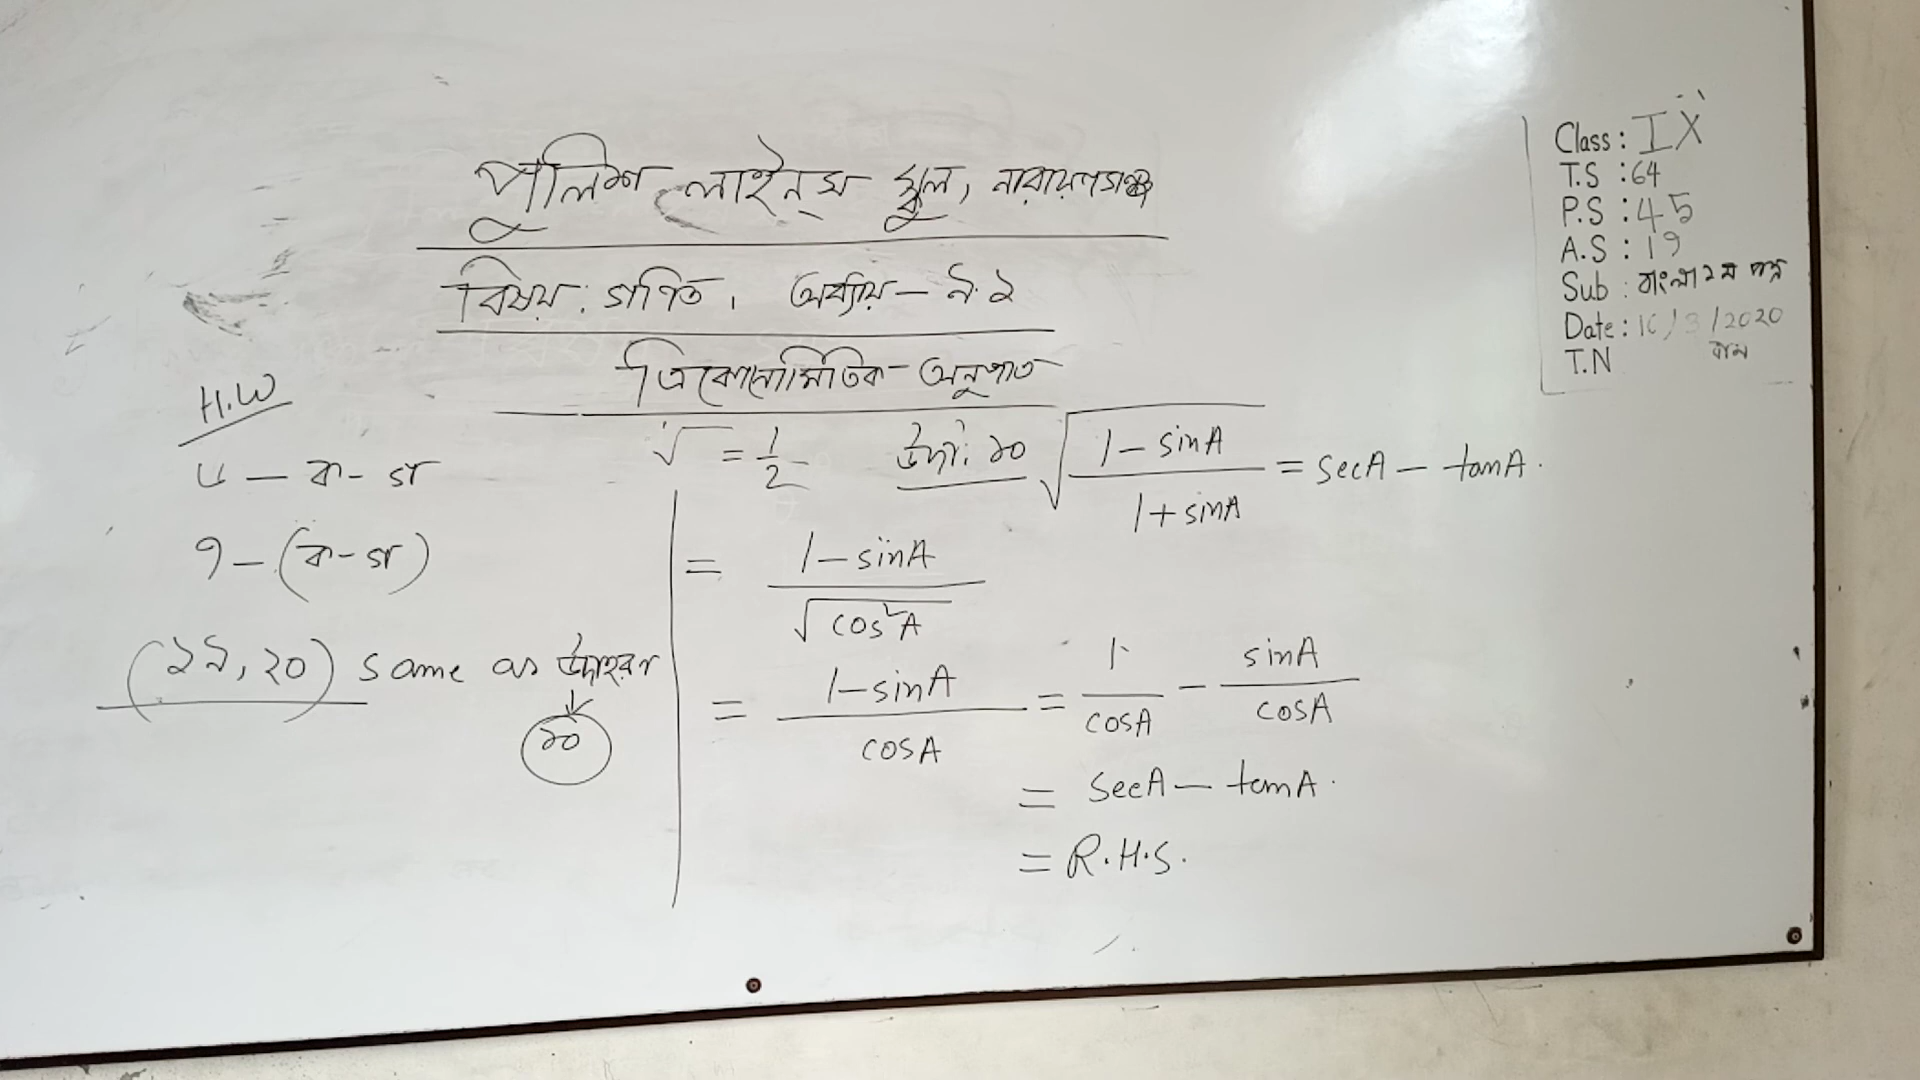 পুলিশ লাইন্স স্কুল, নারায়ণগঞ্জ
বিষয়: গণিত, অধ্যায় – ৯.১
ত্রিকোনোমিতিক অনুপাত
Class: IX
T.S : 64
P.S : 45
A.S : 19
Sub : বাংলা ১ম পত্র
Date: 16/3/2020
T.N
H.W
৬ – ক – গ
৭ – (ক – গ)
(১৯, ২০) same as উদাহরণ
↓
১০
√ = 1/2
উদা: ১০ √((1 – sinA)/(1 + sinA)) = secA – tanA.
= (1 – sinA)/√(cos²A)
= (1 – sinA)/cosA = 1/cosA – sinA/cosA
= secA – tanA.
= R.H.S.